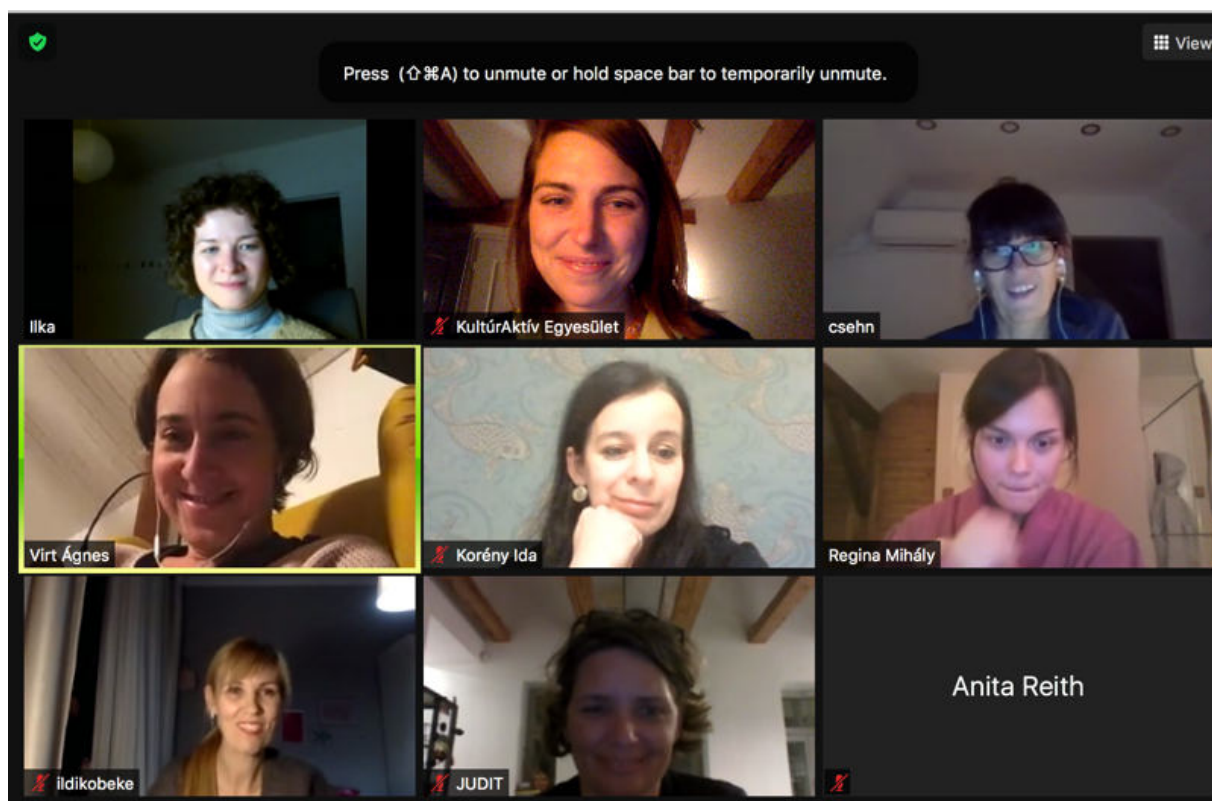 Press (⇧⌘A) to unmute or hold space bar to temporarily unmute.
View
Ilka
KultúrAktív Egyesület
csehn
Virt Ágnes
Korény Ida
Regina Mihály
ildikobeke
JUDIT
Anita Reith